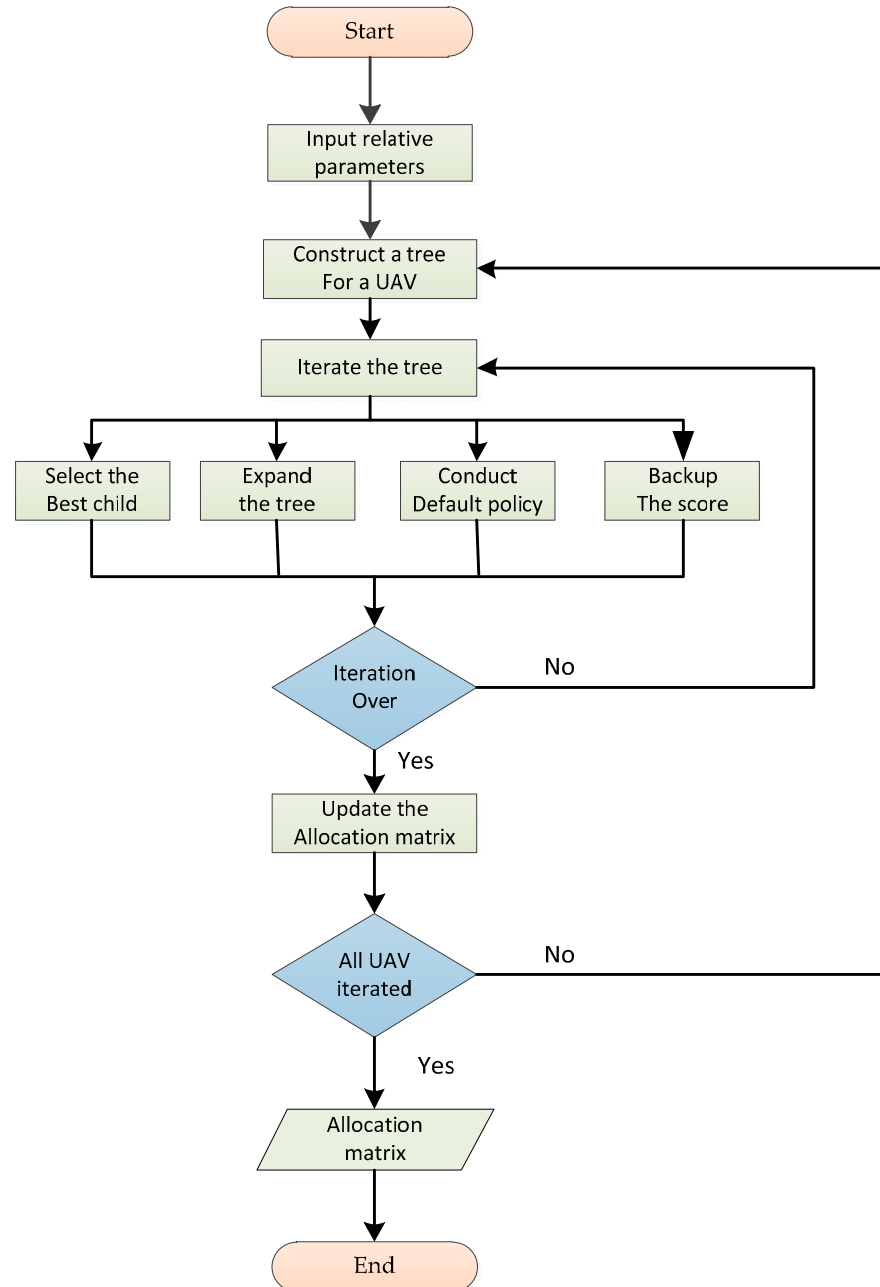 Start
Input relative
parameters
Construct a tree
For a UAV
Iterate the tree
Select the
Best child
Expand
the tree
Conduct
Default policy
Backup
The score
Iteration
Over
No
Yes
Update the
Allocation matrix
All UAV
iterated
No
Yes
Allocation
matrix
End